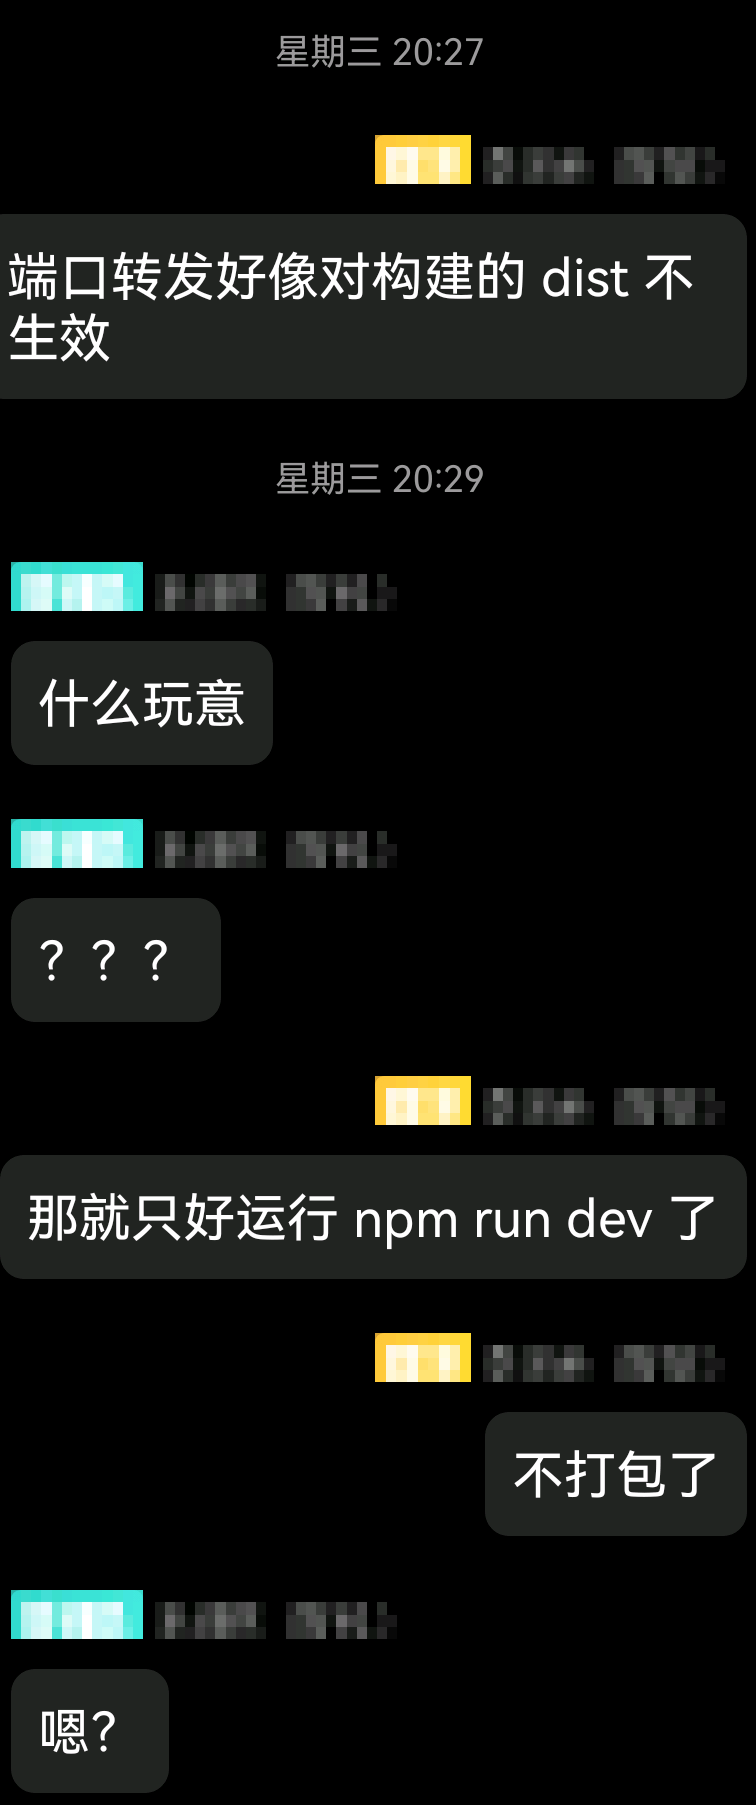 星期三 20:27
端口转发好像对构建的 dist 不
生效
星期三 20:29
什么玩意
？？？
那就只好运行 npm run dev 了
不打包了
嗯？